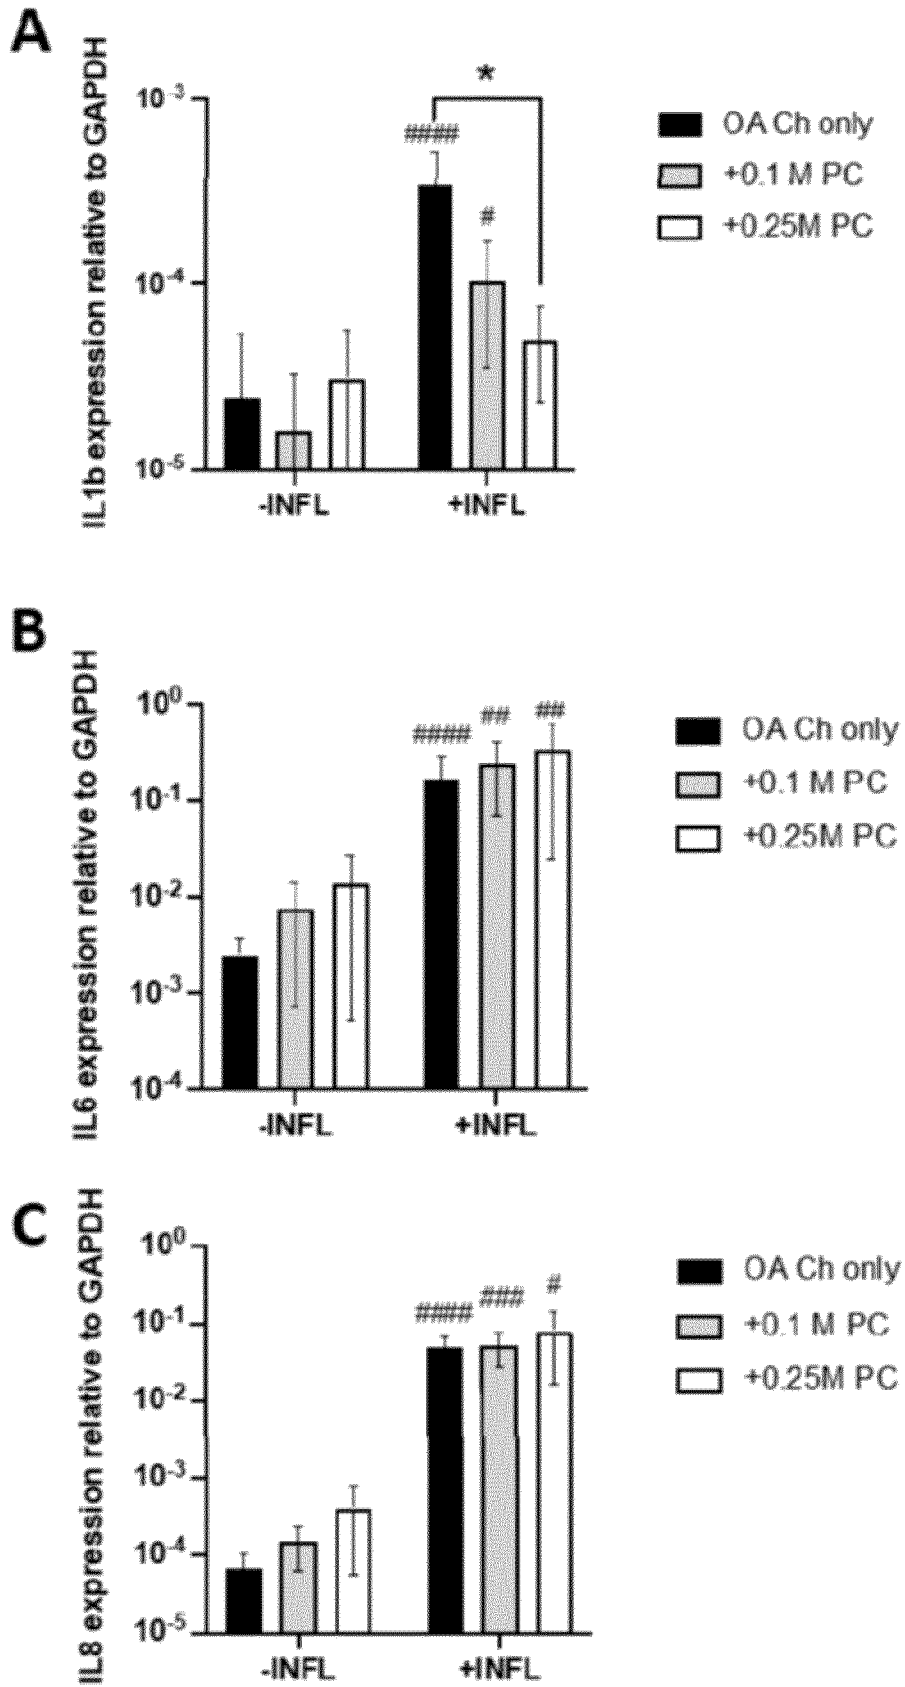 A
IL1b expression relative to GAPDH
10-3
10-4
10-5
####
#
*
-INFL
+INFL
OA Ch only
+0.1 M PC
+0.25M PC
B
IL6 expression relative to GAPDH
100
10-1
10-2
10-3
10-4
####
##
##
-INFL
+INFL
OA Ch only
+0.1 M PC
+0.25M PC
C
IL8 expression relative to GAPDH
100
10-1
10-2
10-3
10-4
10-5
####
###
#
-INFL
+INFL
OA Ch only
+0.1 M PC
+0.25M PC